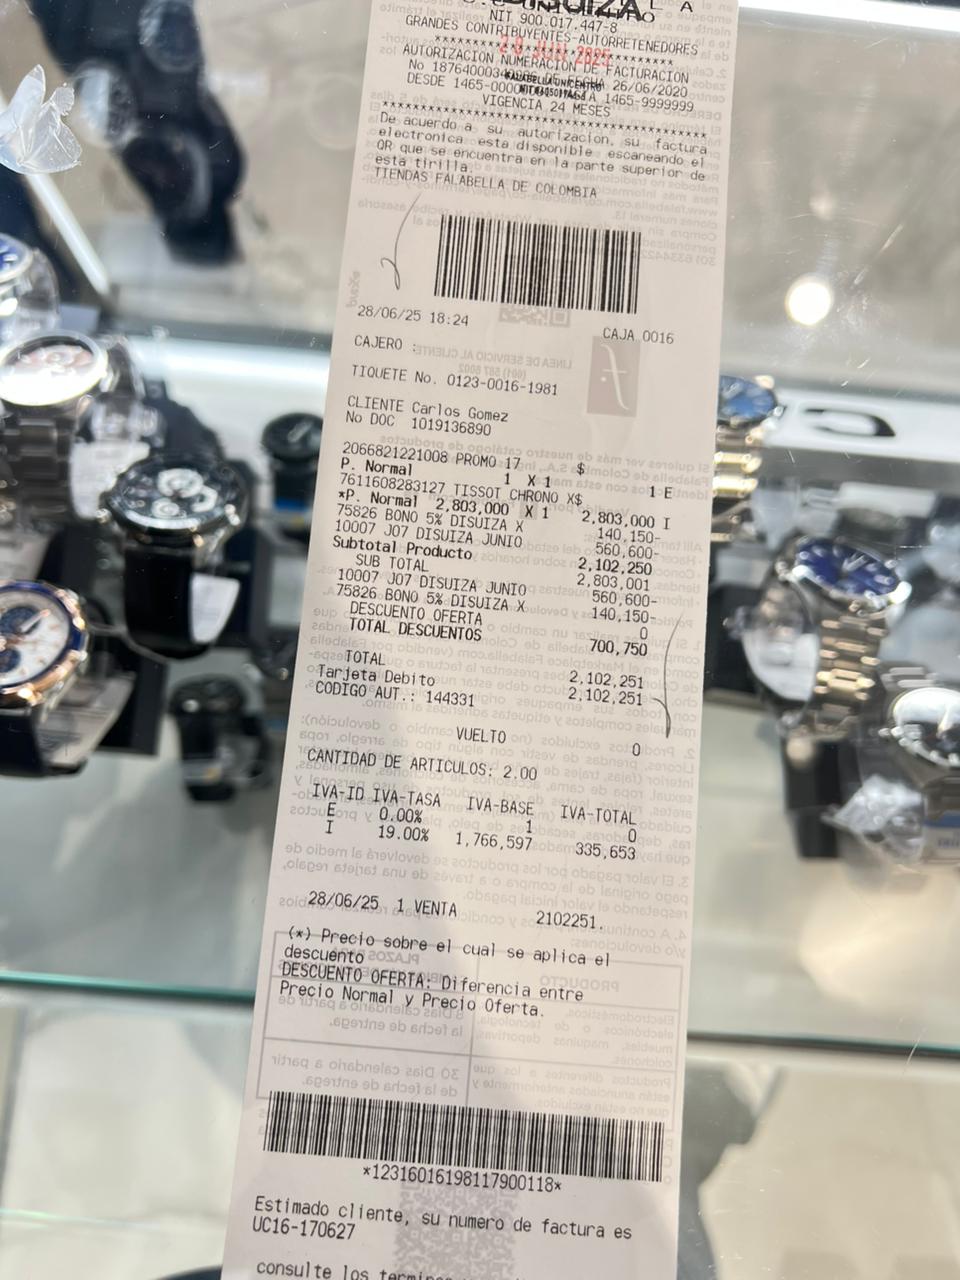 NIT 900.017.447-8
GRANDES CONTRIBUYENTES-AUTORRETENEDORES
28 JUN 2025
AUTORIZACION NUMERACION DE FACTURACION
No DE FECHA 26/06/2020
FALABELLA UNICENTRO
DESDE 1465-0000 1465-9999999
VIGENCIA 24 MESES
De acuerdo a su autorizacion, su factura
electronica esta disponible escaneando el
QR que se encuentra en la parte superior de
esta tirilla.
TIENDAS FALABELLA DE COLOMBIA
28/06/25 18:24 CAJA 0016
CAJERO :
TIQUETE No. 0123-0016-1981
CLIENTE Carlos Gomez
No DOC 1019136890
2066821221008 PROMO 17 $
P. Normal 1 X 1 1 E
7611608283127 TISSOT CHRONO X$
*P. Normal 2,803,000 X 1 2,803,000 I
75826 BONO 5% DISUIZA X 140,150-
10007 J07 DISUIZA JUNIO 560,600-
Subtotal Producto 2,102,250
SUB TOTAL 2,803,001
10007 J07 DISUIZA JUNIO 560,600-
75826 BONO 5% DISUIZA X 140,150-
DESCUENTO OFERTA 0
TOTAL DESCUENTOS 700,750
TOTAL 2,102,251
Tarjeta Debito 2,102,251
CODIGO AUT.: 144331
VUELTO 0
CANTIDAD DE ARTICULOS: 2.00
IVA-ID IVA-TASA IVA-BASE IVA-TOTAL
E 0.00% 1 0
I 19.00% 1,766,597 335,653
28/06/25 1 VENTA 2102251.
(*) Precio sobre el cual se aplica el
descuento
DESCUENTO OFERTA: Diferencia entre
Precio Normal y Precio Oferta.
*12316016198117900118*
Estimado cliente, su numero de factura es
UC16-170627
consulte los